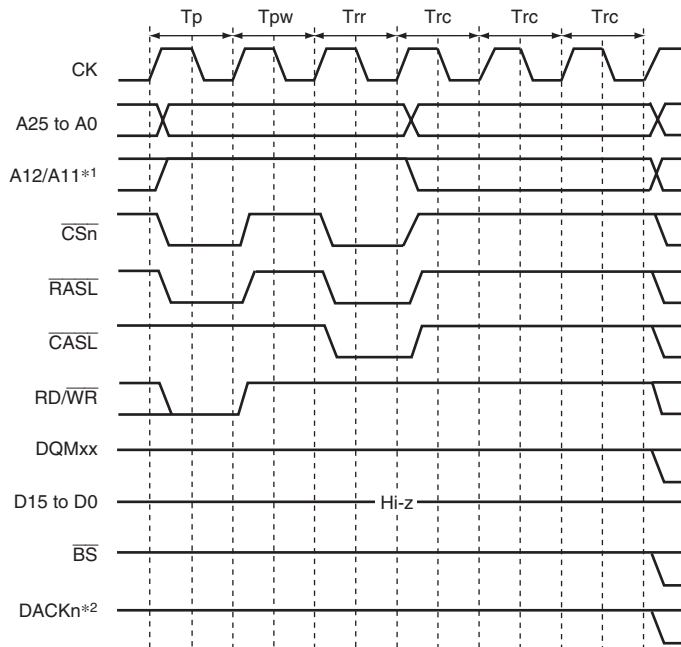 Tp Tpw Trr Trc Trc Trc
CK
A25 to A0
A12/A11*1
CSn
RASL
CASL
RD/WR
DQMxx
D15 to D0 Hi-z
BS
DACKn*2